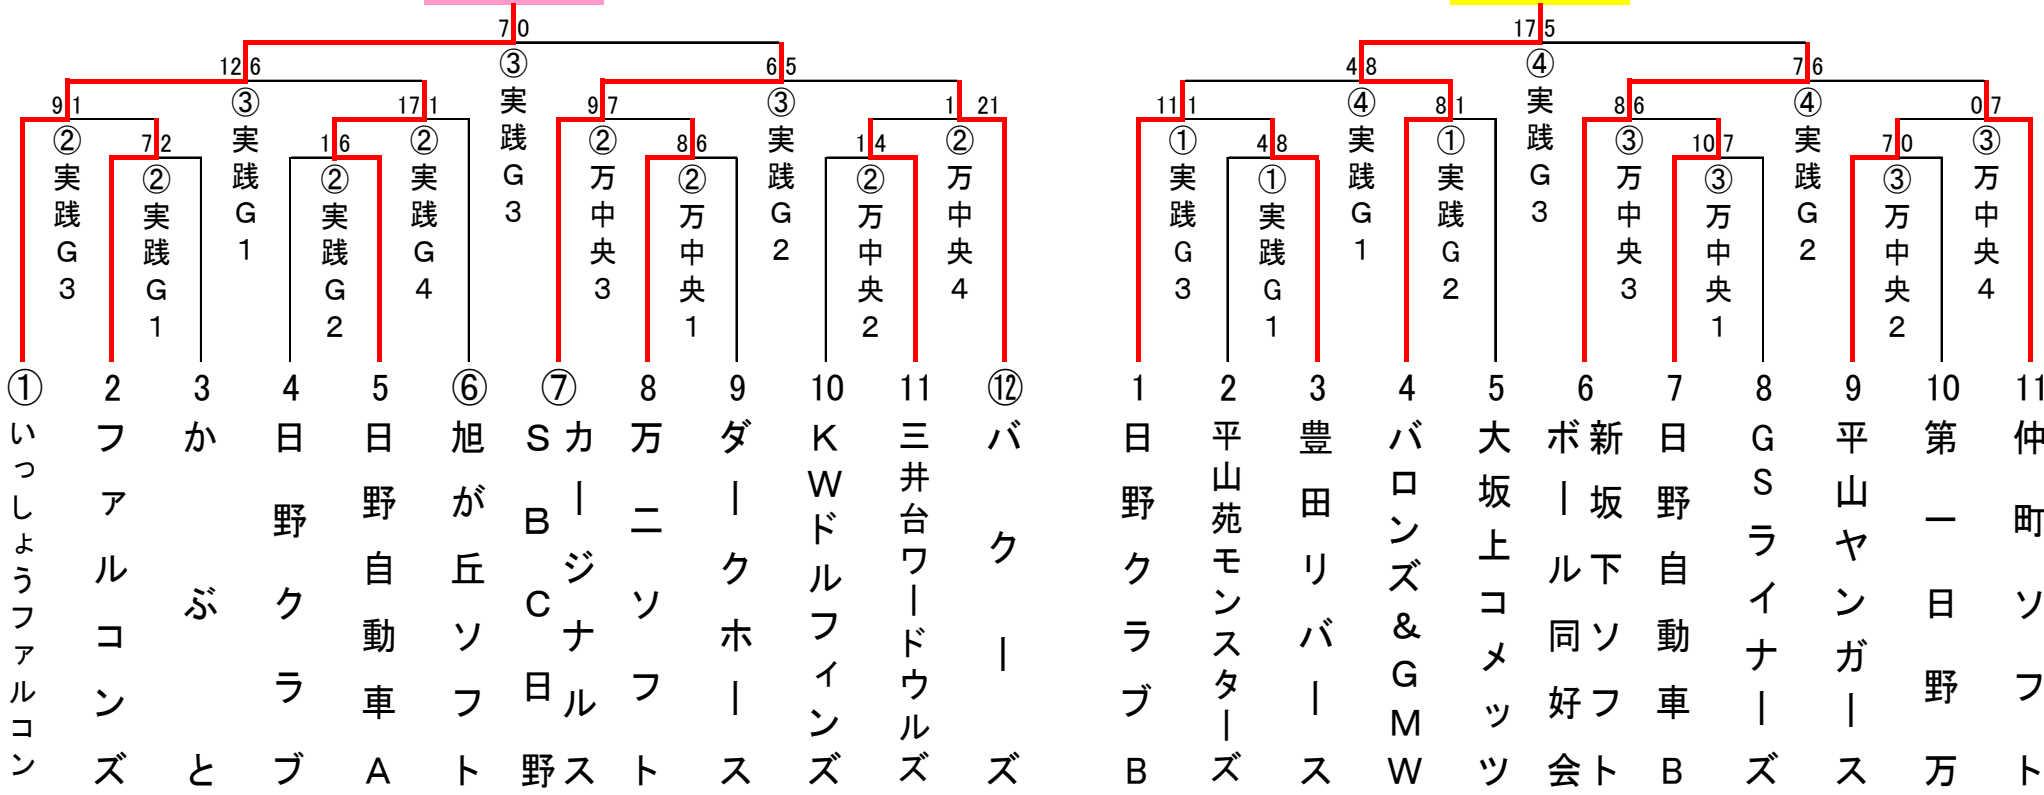 7 0
③実践G3
12 6
③実践G1
6 5
③実践G2
9 1
②実践G3
17 1
②実践G4
9 7
②万中央3
1 21
②万中央4
7 2
②実践G1
1 6
②実践G2
8 6
②万中央1
1 4
②万中央2
① いっしょうファルコン
2 ファルコンズ
3 かぶと
4 日野クラブ
5 日野自動車A
⑥ 旭が丘ソフト
⑦ カージナルス
SBC日野
8 万二ソフト
9 ダークホース
10 KWドルフィンズ
11 三井台ワードウルズ
⑫ バクーズ
17 5
④実践G3
4 8
④実践G1
7 6
④実践G2
11 1
①実践G3
8 1
①実践G2
8 6
③万中央3
0 7
③万中央4
4 8
①実践G1
10 7
③万中央1
7 0
③万中央2
1 日野クラブB
2 平山苑モンスターズ
3 豊田リバース
4 バロンズ&GMW
5 大坂上コメッツ
6 新坂下ソフト
ボール同好会
7 日野自動車B
8 GSライナーズ
9 平山ヤンガース
10 第一日野万
11 仲町ソフト